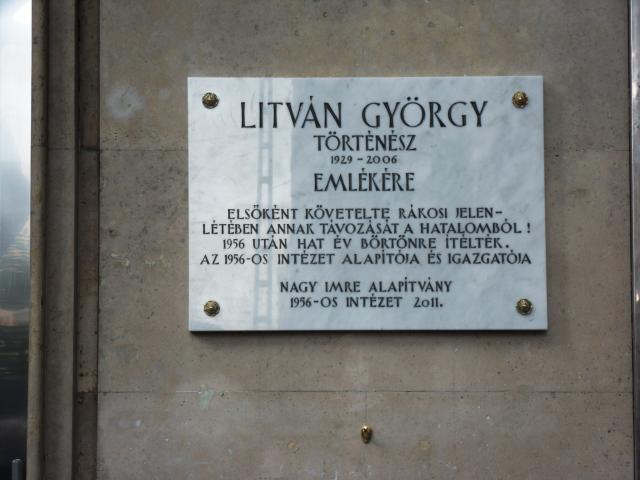 LITVÁN GYÖRGY
TÖRTÉNÉSZ
1929 - 2006
EMLÉKÉRE
ELSŐKÉNT KÖVETELTE RÁKOSI JELEN-
LÉTÉBEN ANNAK TÁVOZÁSÁT A HATALOMBÓL!
1956 UTÁN HAT ÉV BÖRTÖNRE ÍTÉLTÉK.
AZ 1956-OS INTÉZET ALAPÍTÓJA ÉS IGAZGATÓJA
NAGY IMRE ALAPÍTVÁNY
1956-OS INTÉZET 2011.